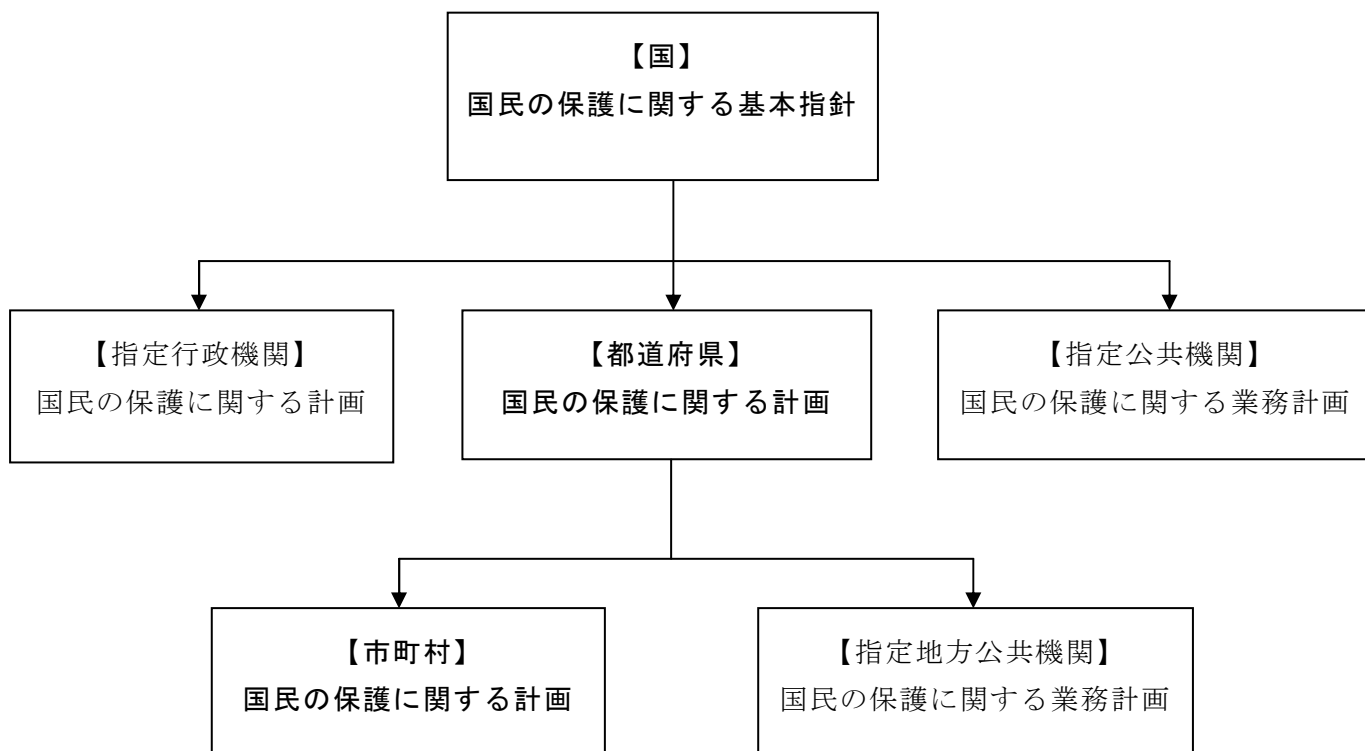 【国】
国民の保護に関する基本指針
【指定行政機関】
国民の保護に関する計画
【都道府県】
国民の保護に関する計画
【指定公共機関】
国民の保護に関する業務計画
【市町村】
国民の保護に関する計画
【指定地方公共機関】
国民の保護に関する業務計画